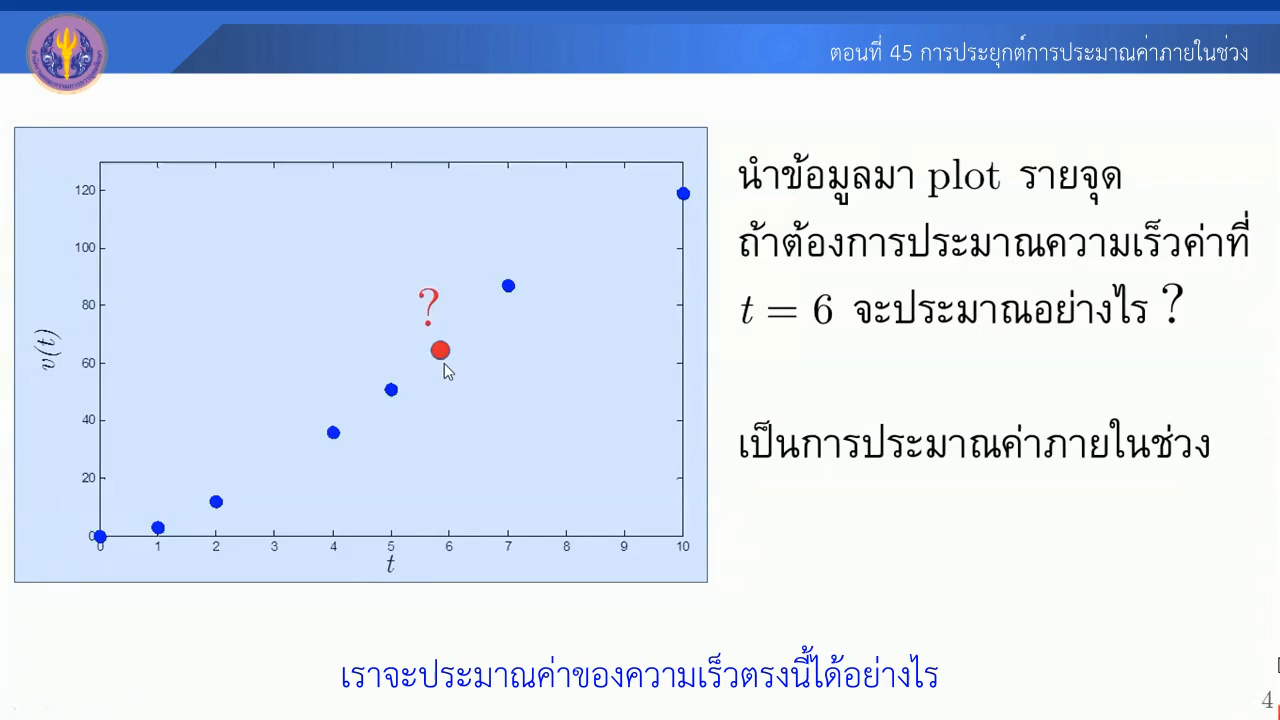 ตอนที่ 45 การประยุกต์การประมาณค่าภายในช่วง
นำข้อมูลมา plot รายจุด
ถ้าต้องการประมาณความเร็วค่าที่
t = 6 จะประมาณอย่างไร ?
เป็นการประมาณค่าภายในช่วง
v(t)
120
100
80
60
40
20
0
?
0 1 2 3 4 5 6 7 8 9 10
t
เราจะประมาณค่าของความเร็วตรงนี้ได้อย่างไร
4